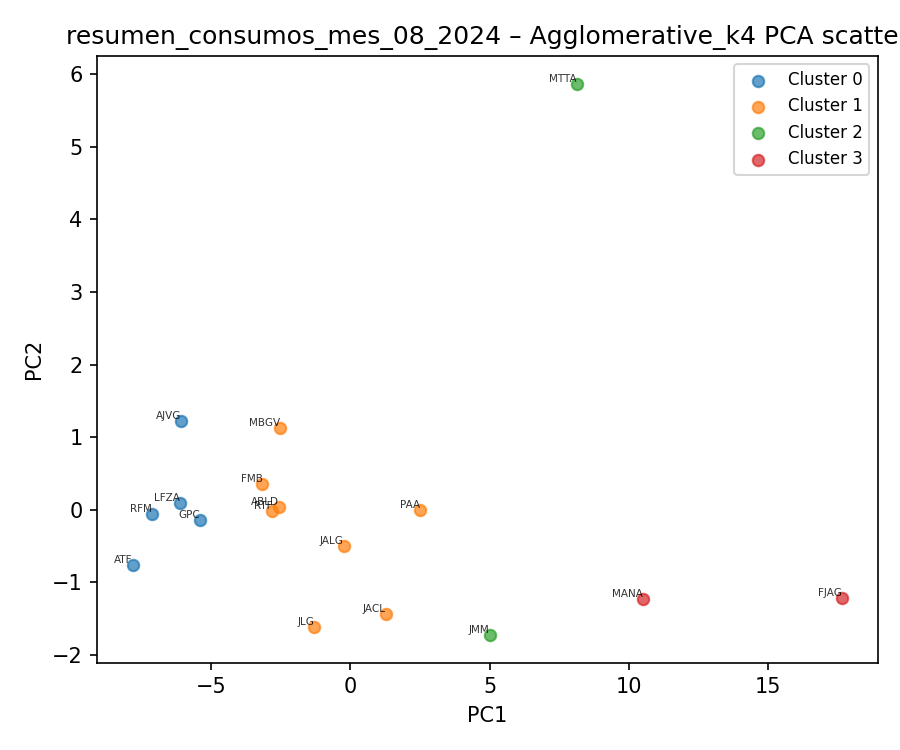 resumen_consumos_mes_08_2024 – Agglomerative_k4 PCA scatte
Cluster 0
Cluster 1
Cluster 2
Cluster 3
PC2
6
5
4
3
2
1
0
−1
−2
MTTA
AJVG
MBGV
FMB
LFZA
ABLD
RFM
GPC
PAA
JALG
ATF
JACL
JLG
JMM
MANA
FJAG
−5
0
5
10
15
PC1